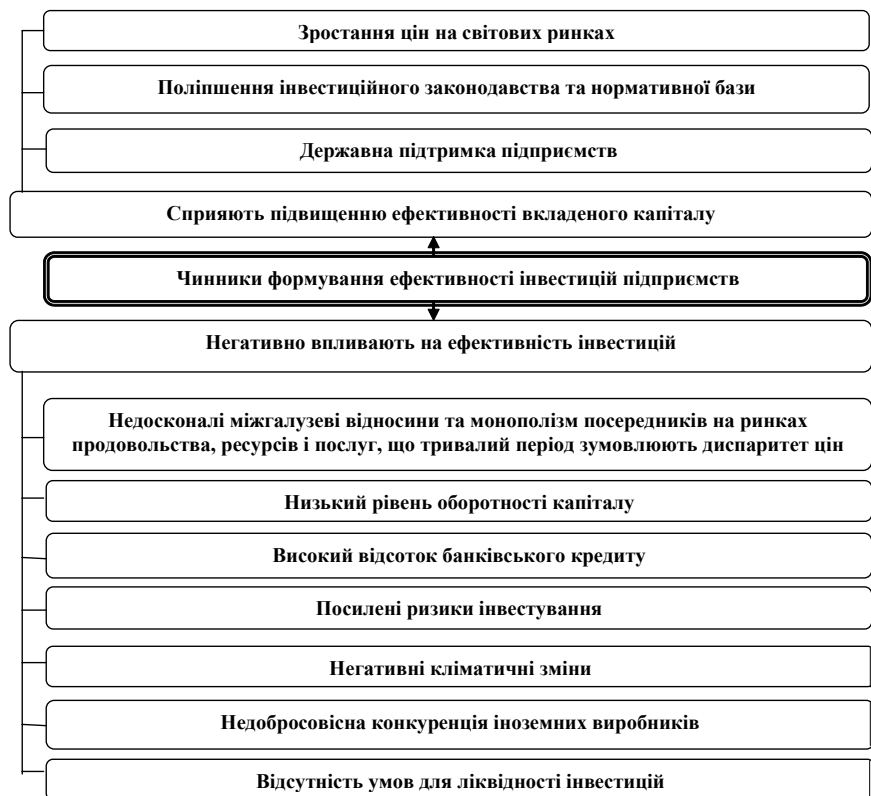 Зростання цін на світових ринках
Поліпшення інвестиційного законодавства та нормативної бази
Державна підтримка підприємств
Сприяють підвищенню ефективності вкладеного капіталу
Чинники формування ефективності інвестицій підприємств
Негативно впливають на ефективність інвестицій
Недосконалі міжгалузеві відносини та монополізм посередників на ринках
продовольства, ресурсів і послуг, що тривалий період зумовлюють диспаритет цін
Низький рівень оборотності капіталу
Високий відсоток банківського кредиту
Посилені ризики інвестування
Негативні кліматичні зміни
Недобросовісна конкуренція іноземних виробників
Відсутність умов для ліквідності інвестицій